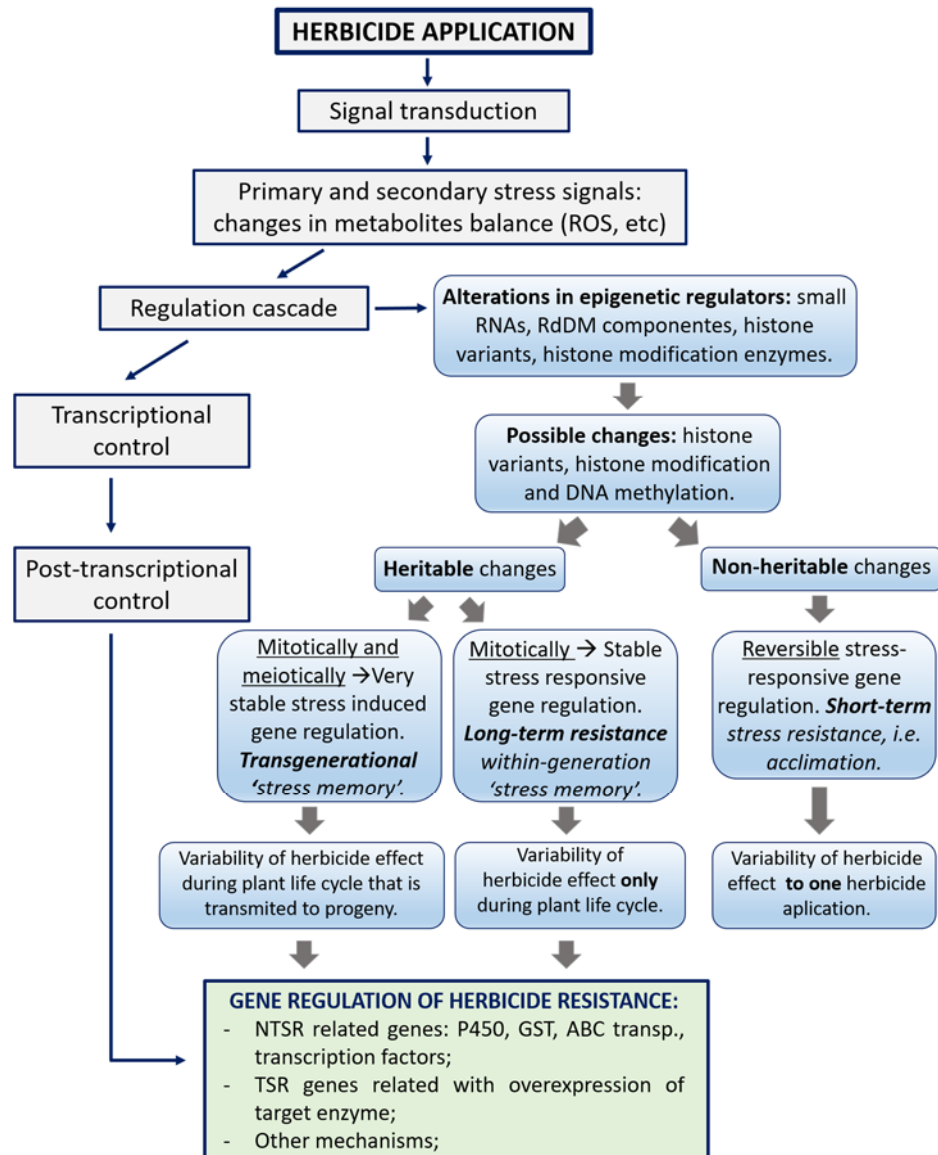 HERBICIDE APPLICATION
Signal transduction
Primary and secondary stress signals:
changes in metabolites balance (ROS, etc)
Regulation cascade
Alterations in epigenetic regulators: small
RNAs, RdDM componentes, histone
variants, histone modification enzymes.
Transcriptional
control
Possible changes: histone
variants, histone modification
and DNA methylation.
Post-transcriptional
control
Heritable changes
Non-heritable changes
Mitotically and
meiotically →Very
stable stress induced
gene regulation.
Transgenerational
‘stress memory’.
Mitotically → Stable
stress responsive
gene regulation.
Long-term resistance
within-generation
‘stress memory’.
Reversible stress-
responsive gene
regulation. Short-term
stress resistance, i.e.
acclimation.
Variability of herbicide effect
during plant life cycle that is
transmited to progeny.
Variability of
herbicide effect only
during plant life cycle.
Variability of herbicide
effect to one herbicide
aplication.
GENE REGULATION OF HERBICIDE RESISTANCE:
- NTSR related genes: P450, GST, ABC transp.,
transcription factors;
- TSR genes related with overexpression of
target enzyme;
- Other mechanisms;